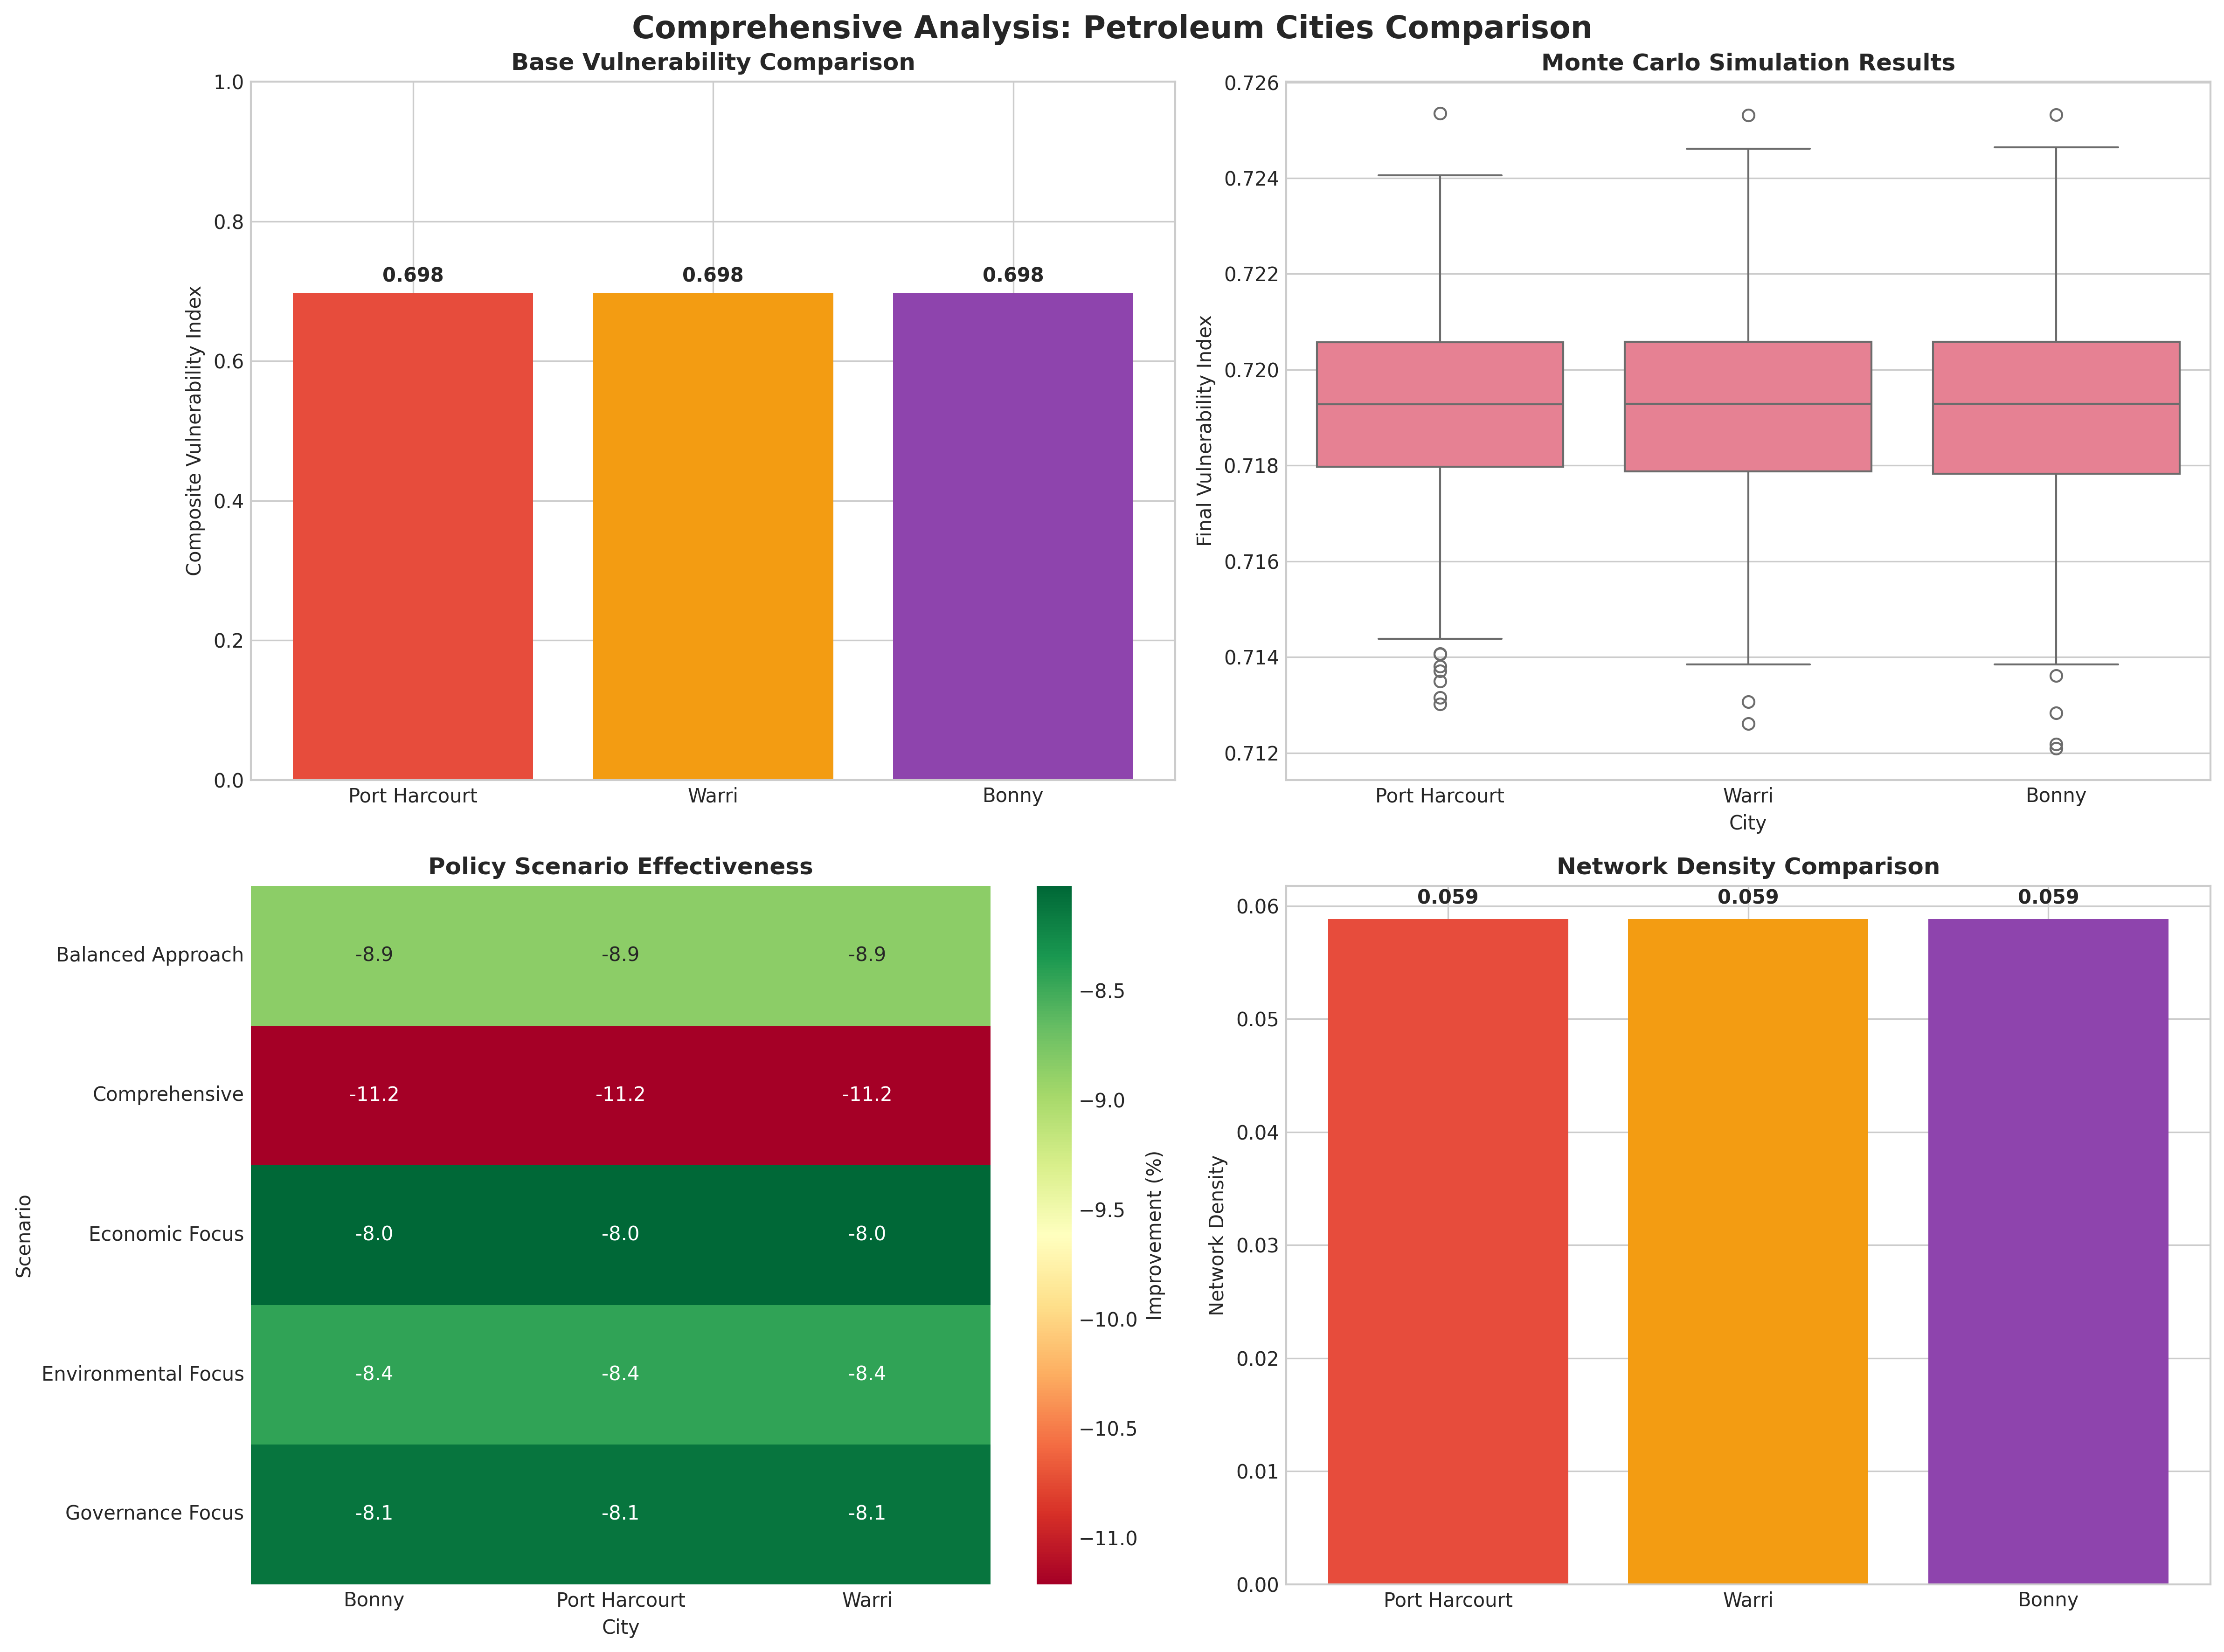 Comprehensive Analysis: Petroleum Cities Comparison
Base Vulnerability Comparison
Composite Vulnerability Index
1.0
0.8
0.6
0.4
0.2
0.0
0.698
0.698
0.698
Port Harcourt
Warri
Bonny
Monte Carlo Simulation Results
Final Vulnerability Index
0.726
0.724
0.722
0.720
0.718
0.716
0.714
0.712
Port Harcourt
Warri
Bonny
City
Policy Scenario Effectiveness
Scenario
Balanced Approach
-8.9
-8.9
-8.9
Comprehensive
-11.2
-11.2
-11.2
Economic Focus
-8.0
-8.0
-8.0
Environmental Focus
-8.4
-8.4
-8.4
Governance Focus
-8.1
-8.1
-8.1
Bonny
Port Harcourt
Warri
City
−8.5
−9.0
−9.5
−10.0
−10.5
−11.0
Improvement (%)
Network Density Comparison
Network Density
0.06
0.05
0.04
0.03
0.02
0.01
0.00
0.059
0.059
0.059
Port Harcourt
Warri
Bonny